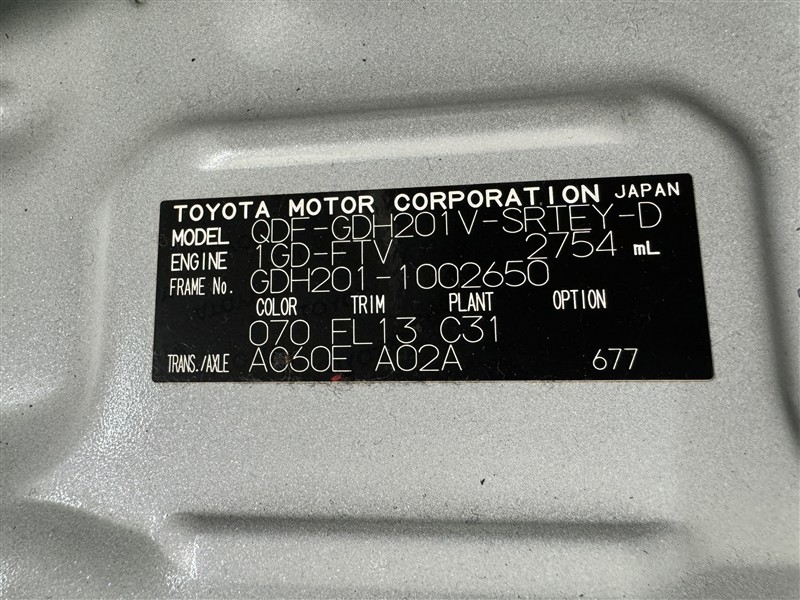 TOYOTA MOTOR CORPORATION JAPAN
MODEL QDF-GDH201V-SRTEY-D
ENGINE 1GD-FTV 2754 mL
FRAME No. GDH201-1002650
COLOR TRIM PLANT OPTION
070 FL13 C31
TRANS./AXLE AC60E A02A 677